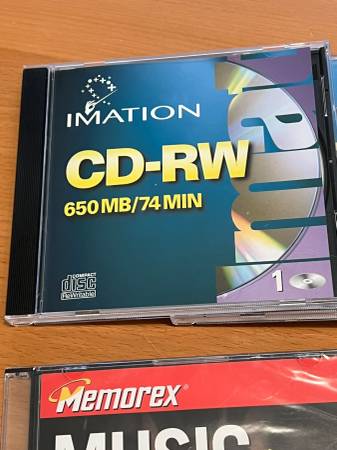 IMATION
CD-RW
650 MB/74 MIN
COMPACT
disc
ReWritable
1
Memorex®
MUSIC